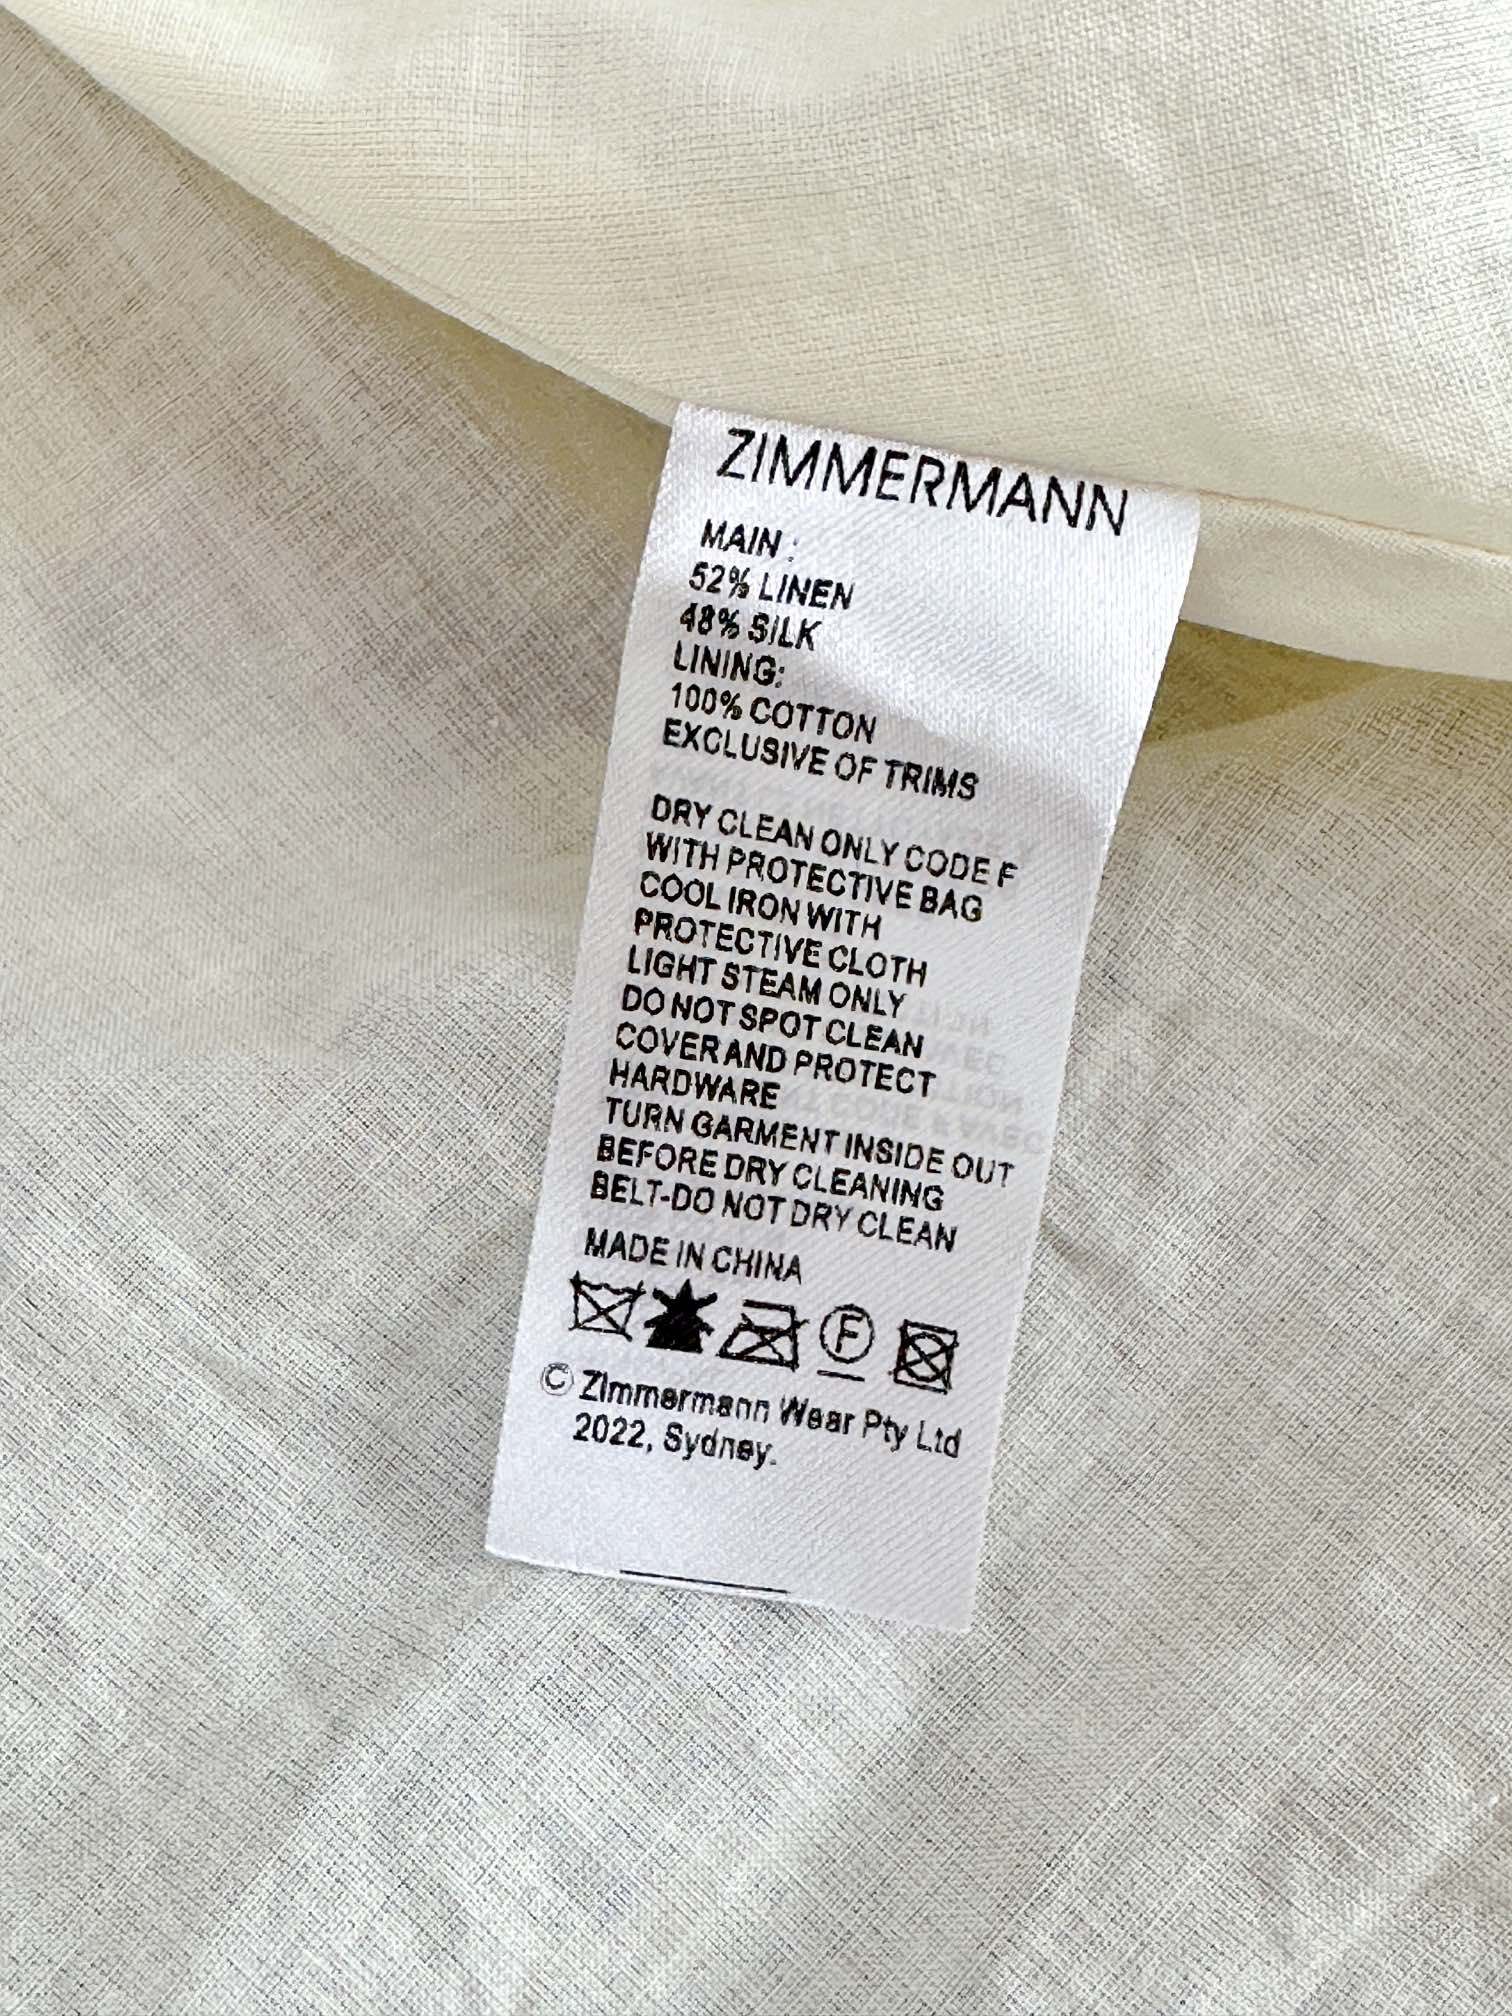 ZIMMERMANN
MAIN :
52% LINEN
48% SILK
LINING:
100% COTTON
EXCLUSIVE OF TRIMS
DRY CLEAN ONLY CODE F
WITH PROTECTIVE BAG
COOL IRON WITH
PROTECTIVE CLOTH
LIGHT STEAM ONLY
DO NOT SPOT CLEAN
COVER AND PROTECT
HARDWARE
TURN GARMENT INSIDE OUT
BEFORE DRY CLEANING
BELT-DO NOT DRY CLEAN
MADE IN CHINA
F
© Zimmermann Wear Pty Ltd
2022, Sydney.